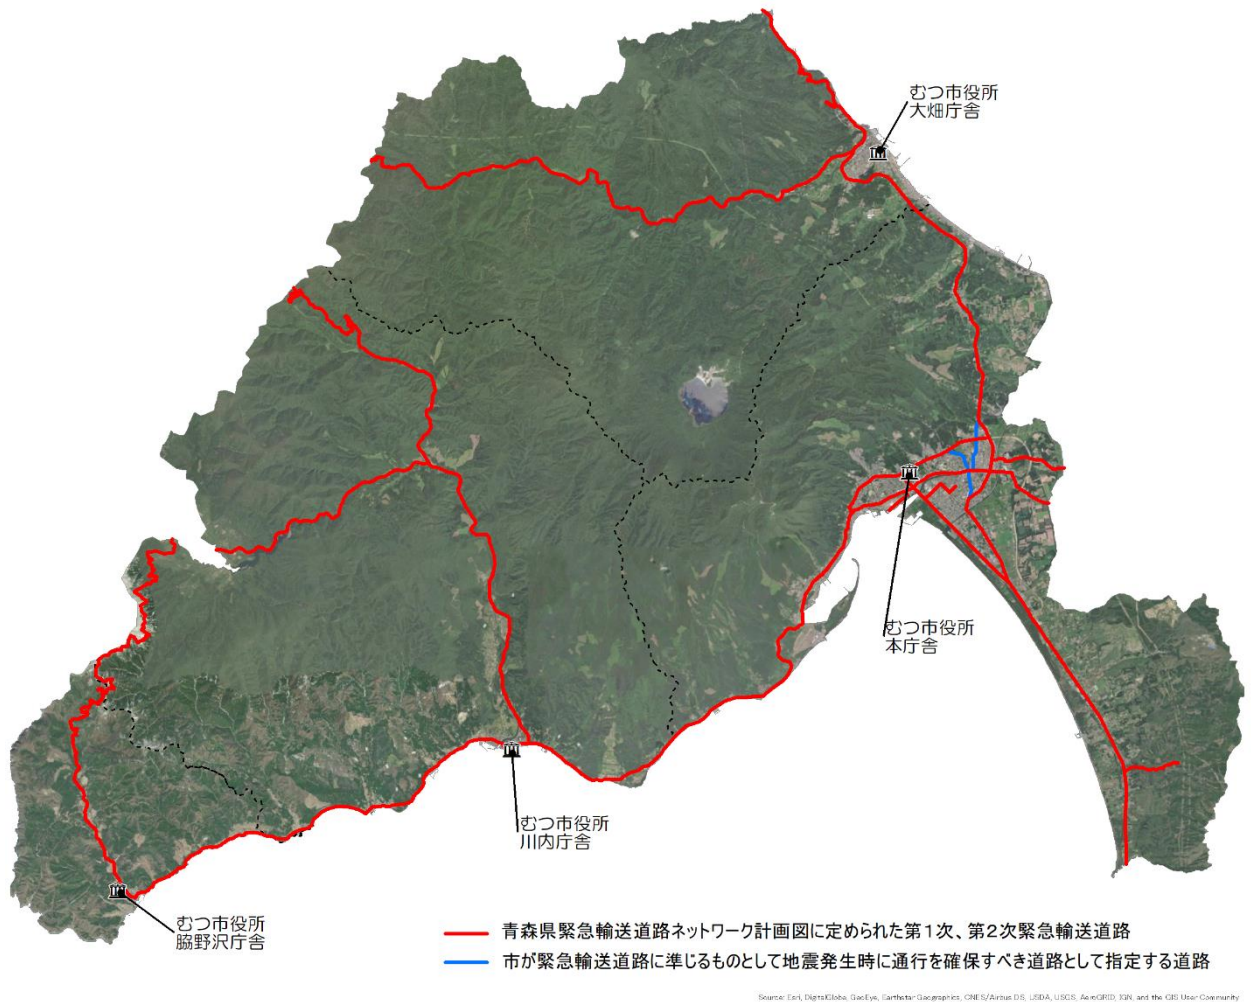 むつ市役所
大畑庁舎
むつ市役所
本庁舎
むつ市役所
川内庁舎
むつ市役所
脇野沢庁舎
青森県緊急輸送道路ネットワーク計画図に定められた第1次、第2次緊急輸送道路
市が緊急輸送道路に準じるものとして地震発生時に通行を確保すべき道路として指定する道路
Source: Esri, DigitalGlobe, GeoEye, Earthstar Geographics, CNES/Airbus DS, USDA, USGS, AeroGRID, IGN, and the GIS User Community